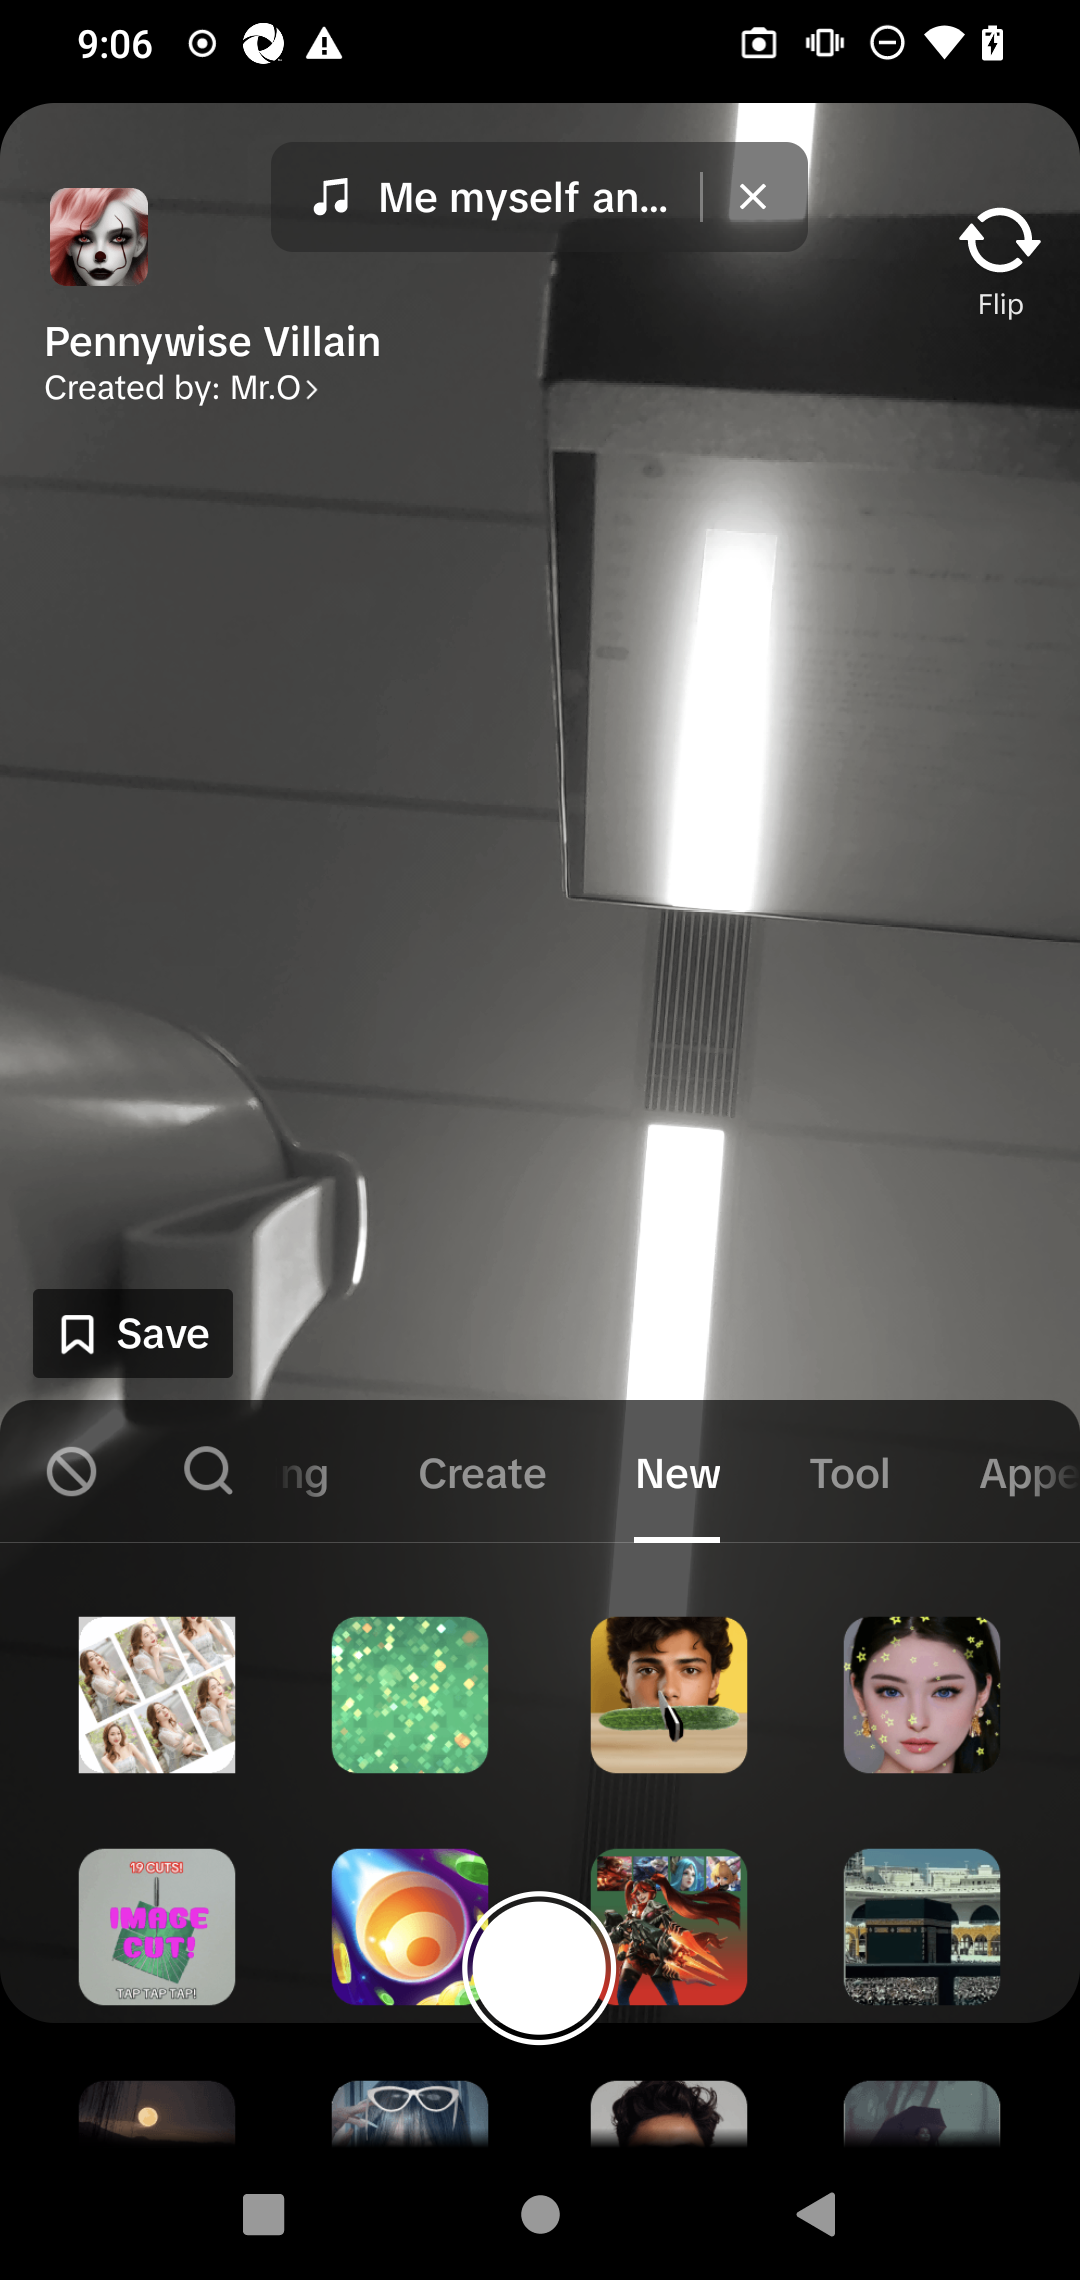 9:06
Me myself an...
Flip
Pennywise Villain
Created by: Mr.O
Save
ng
Create
New
Tool
Appe
19 CUTS!
IMAGE
CUT!
TAP TAP TAP!